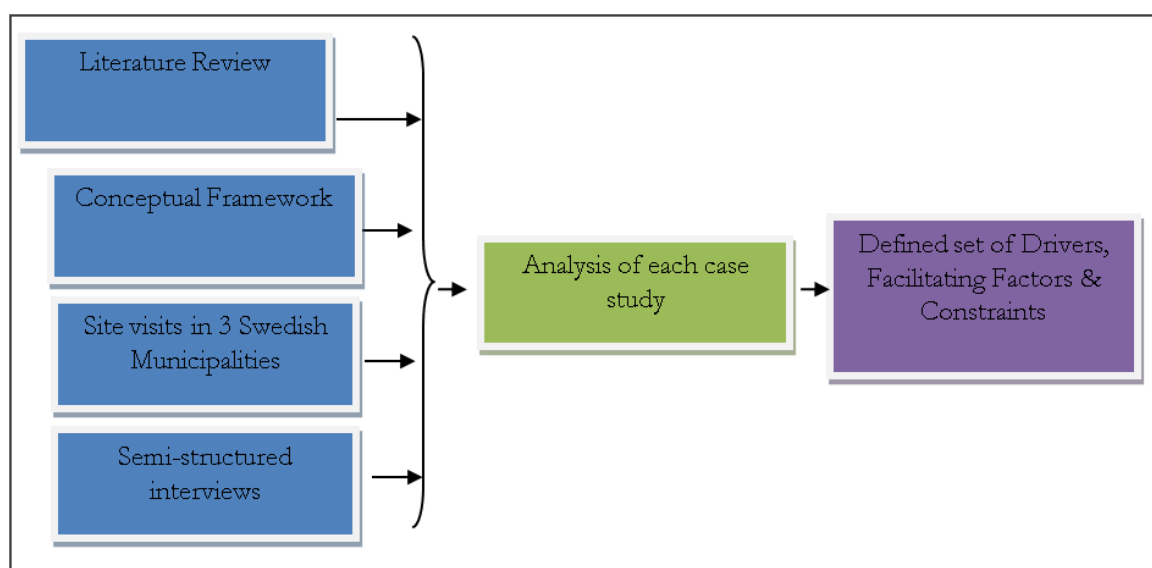 Literature Review
Conceptual Framework
Site visits in 3 Swedish
Municipalities
Semi-structured
interviews
Analysis of each case
study
Defined set of Drivers,
Facilitating Factors &
Constraints